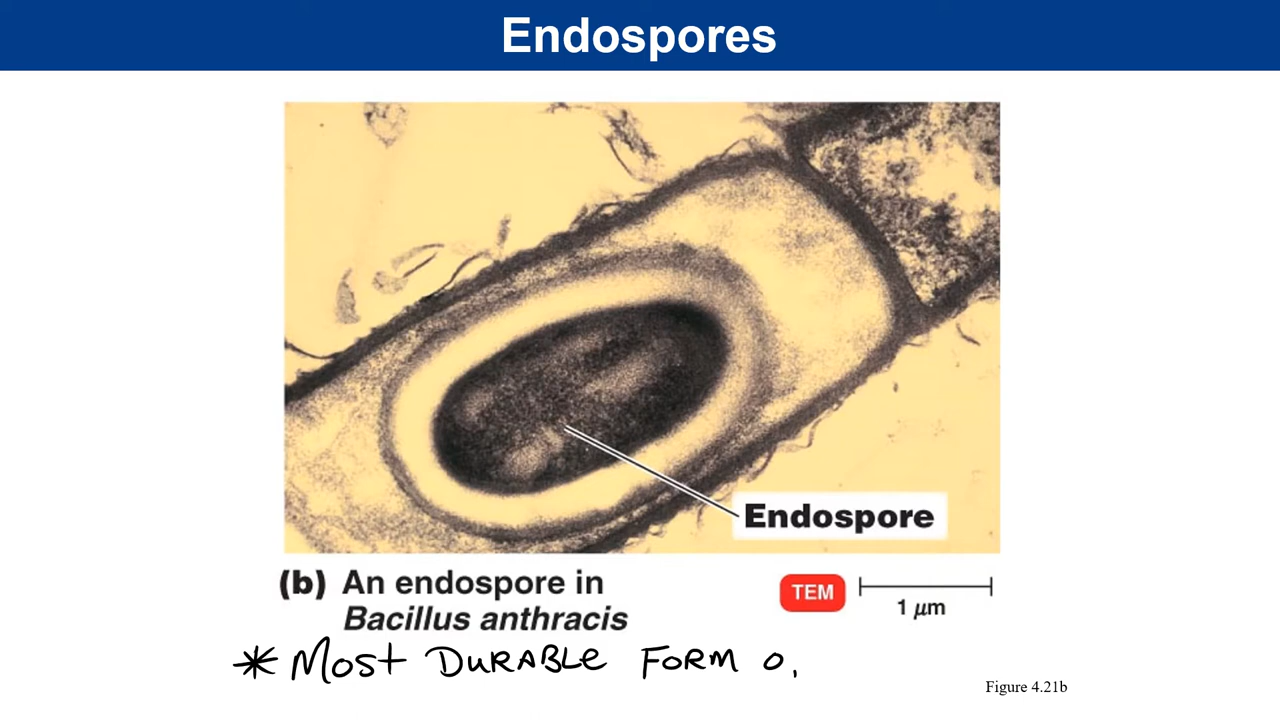 Endospores
Endospore
(b) An endospore in
Bacillus anthracis
TEM
1 μm
* MOST DURABLE FORM O
Figure 4.21b